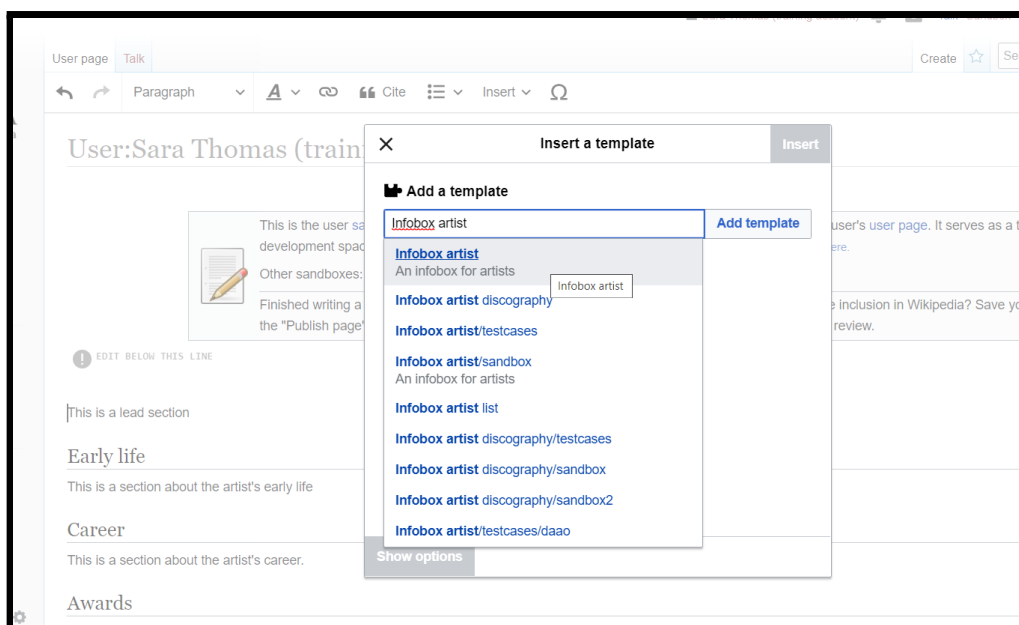 User page Talk Create
Paragraph A Cite Insert Ω
User:Sara Thomas (train
Insert a template
Insert
Add a template
Infobox artist
Add template
Infobox artist
An infobox for artists
Infobox artist
Infobox artist discography
Infobox artist/testcases
Infobox artist/sandbox
An infobox for artists
Infobox artist list
Infobox artist discography/testcases
Infobox artist discography/sandbox
Infobox artist discography/sandbox2
Infobox artist/testcases/daao
Show options
This is the user sa user's user page. It serves as a t
development spac ere.
Other sandboxes:
Finished writing a e inclusion in Wikipedia? Save yo
the "Publish page" review.
EDIT BELOW THIS LINE
This is a lead section
Early life
This is a section about the artist's early life
Career
This is a section about the artist's career.
Awards